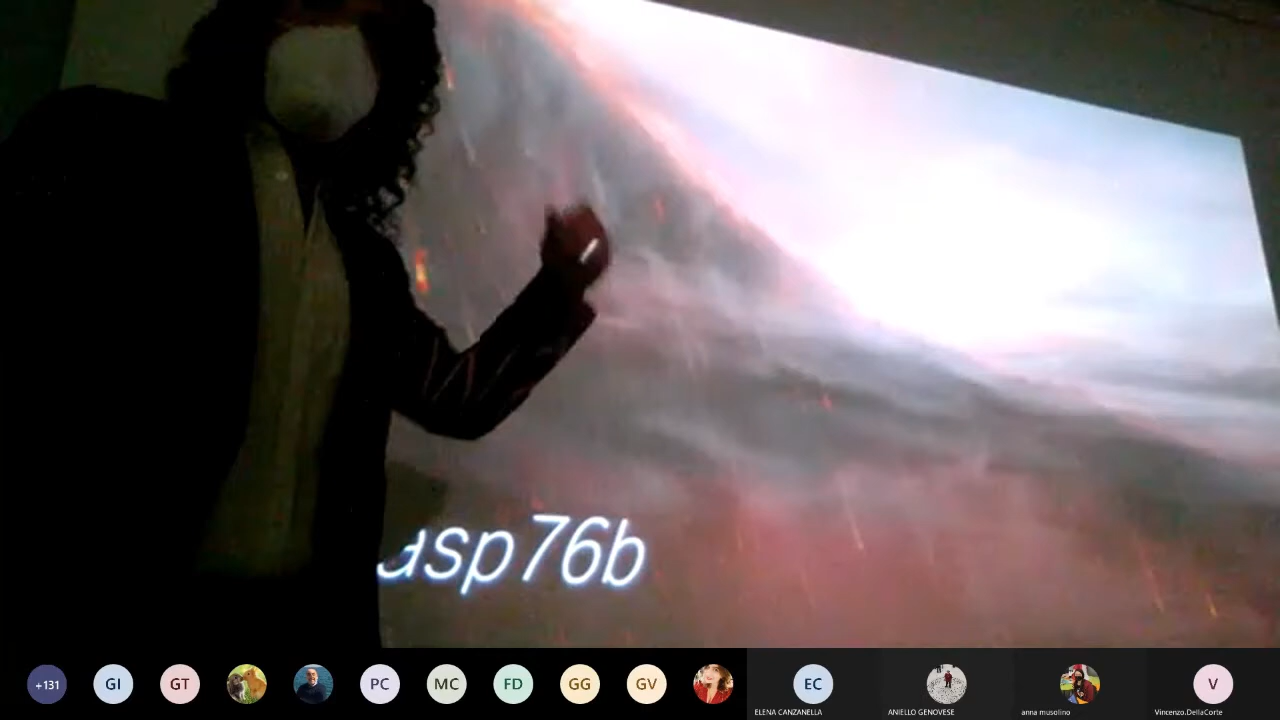 asp76b
+131
GI
GT
PC
MC
FD
GG
GV
EC
V
ELENA CANZANELLA
ANIELLO GENOVESE
anna musolino
Vincenzo.DellaCorte